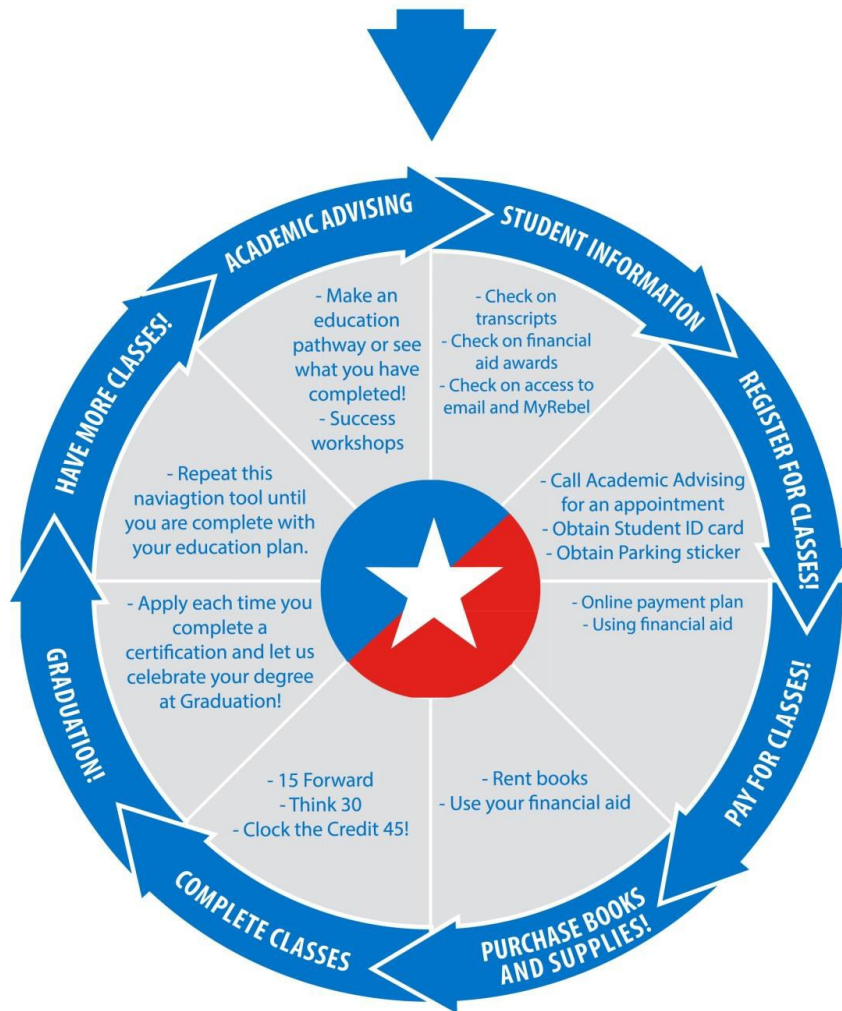 STUDENT INFORMATION
- Check on
transcripts
- Check on financial
aid awards
- Check on access to
email and MyRebel
REGISTER FOR CLASSES!
- Call Academic Advising
for an appointment
- Obtain Student ID card
- Obtain Parking sticker
PAY FOR CLASSES!
- Online payment plan
- Using financial aid
PURCHASE BOOKS
AND SUPPLIES!
- Rent books
- Use your financial aid
COMPLETE CLASSES
- 15 Forward
- Think 30
- Clock the Credit 45!
GRADUATION!
- Apply each time you
complete a
certification and let us
celebrate your degree
at Graduation!
HAVE MORE CLASSES!
- Repeat this
naviagtion tool until
you are complete with
your education plan.
ACADEMIC ADVISING
- Make an
education
pathway or see
what you have
completed!
- Success
workshops